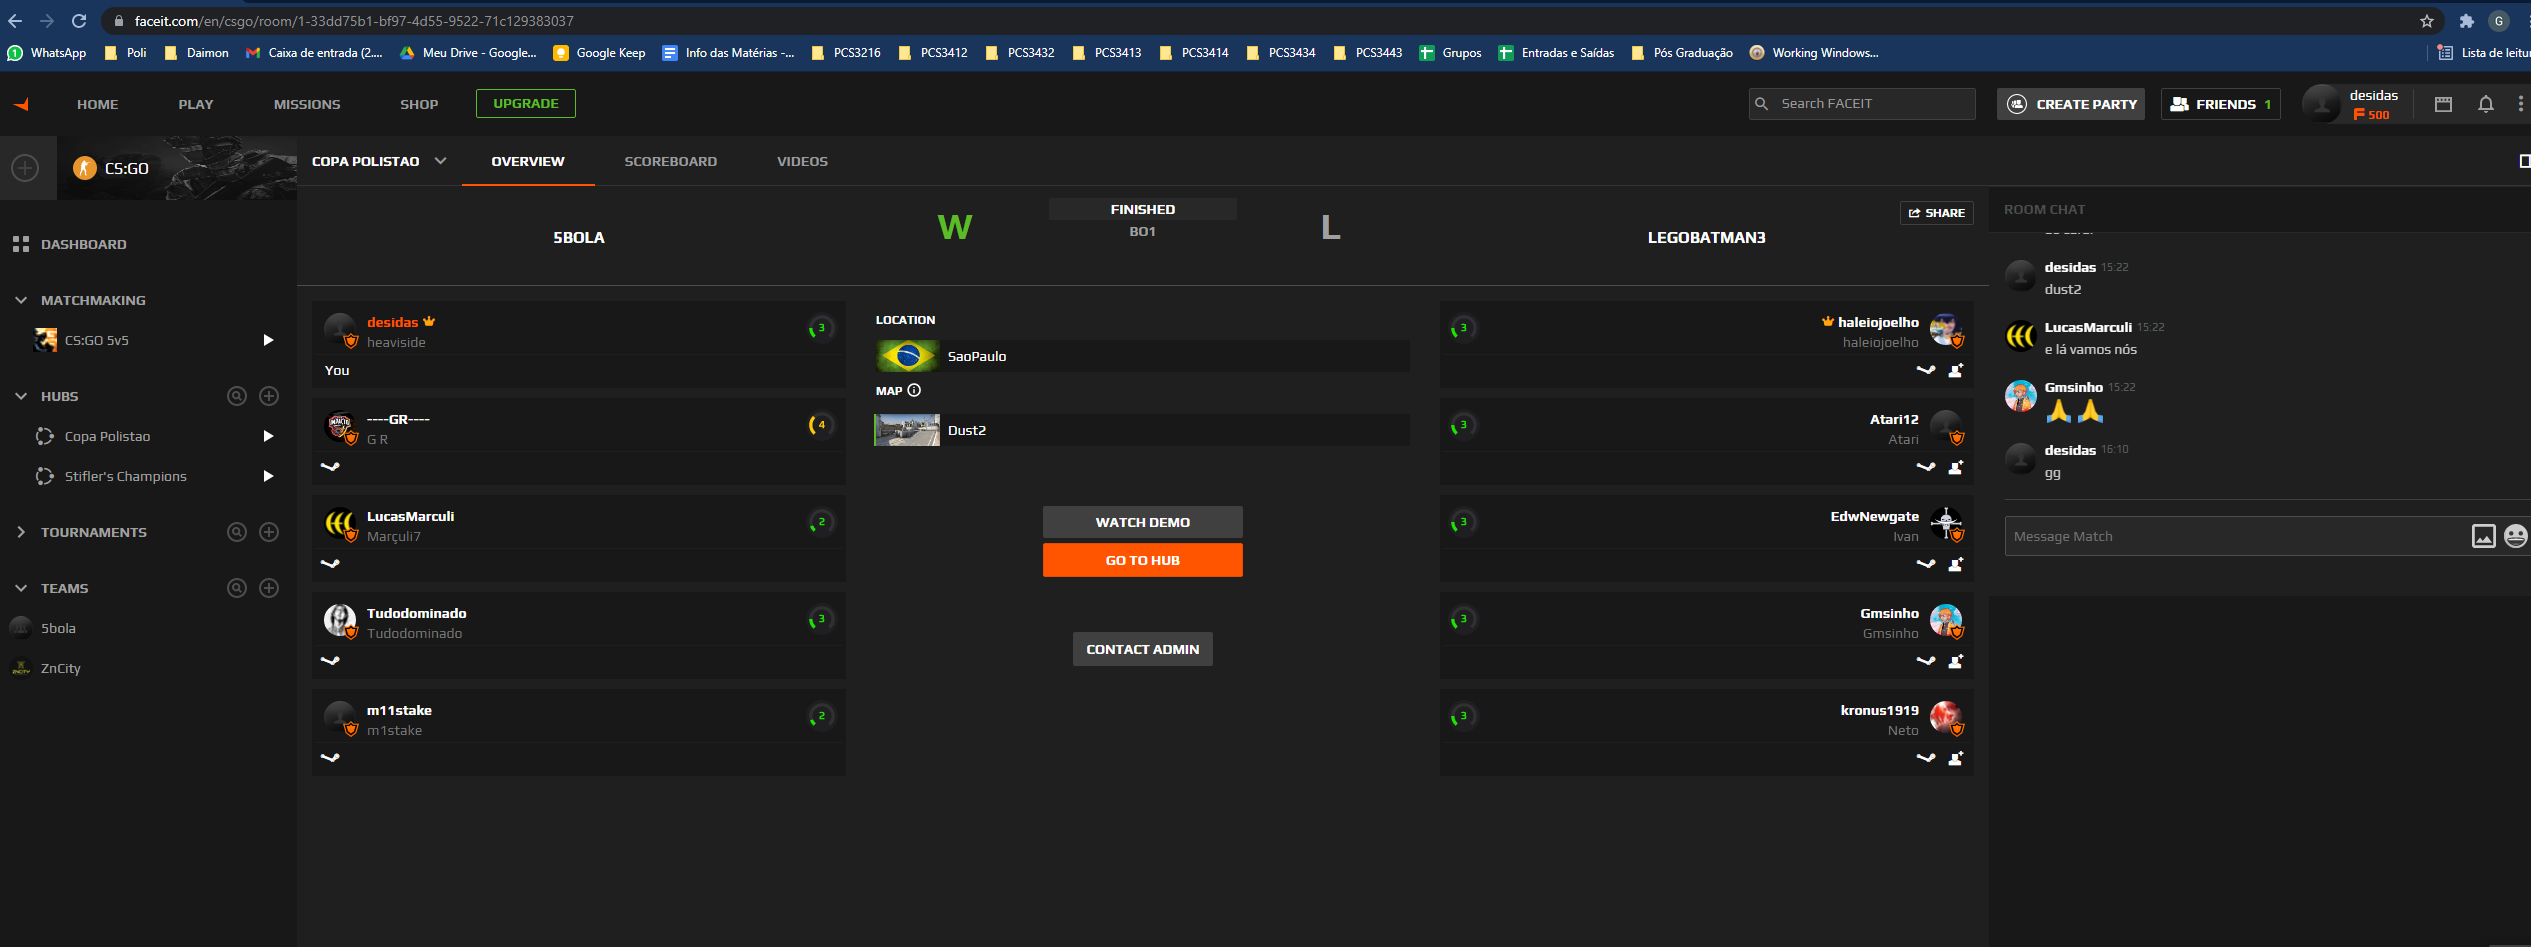 faceit.com/en/csgo/room/1-33dd75b1-bf97-4d55-9522-71c129383037
G
WhatsApp
Poli
Daimon
Caixa de entrada (2....
Meu Drive - Google...
Google Keep
Info das Matérias -...
PCS3216
PCS3412
PCS3432
PCS3413
PCS3414
PCS3434
PCS3443
Grupos
Entradas e Saídas
Pós Graduação
Working Windows...
Lista de leitur
HOME
PLAY
MISSIONS
SHOP
UPGRADE
Search FACEIT
CREATE PARTY
FRIENDS 1
desidas
500
CS:GO
DASHBOARD
MATCHMAKING
CS:GO 5v5
HUBS
Copa Polistao
Stifler's Champions
TOURNAMENTS
TEAMS
5bola
ZnCity
COPA POLISTAO
OVERVIEW
SCOREBOARD
VIDEOS
5BOLA
W
FINISHED
BO1
L
LEGOBATMAN3
SHARE
desidas
heaviside
3
You
----GR----
G R
4
LucasMarculi
Marçuli7
2
Tudodominado
Tudodominado
3
m11stake
m1stake
2
LOCATION
SaoPaulo
MAP
Dust2
WATCH DEMO
GO TO HUB
CONTACT ADMIN
3
haleiojoelho
haleiojoelho
3
Atari12
Atari
3
EdwNewgate
Ivan
3
Gmsinho
Gmsinho
3
kronus1919
Neto
ROOM CHAT
desidas 15:22
dust2
LucasMarculi 15:22
e lá vamos nós
Gmsinho 15:22
🙏🙏
desidas 16:10
gg
Message Match